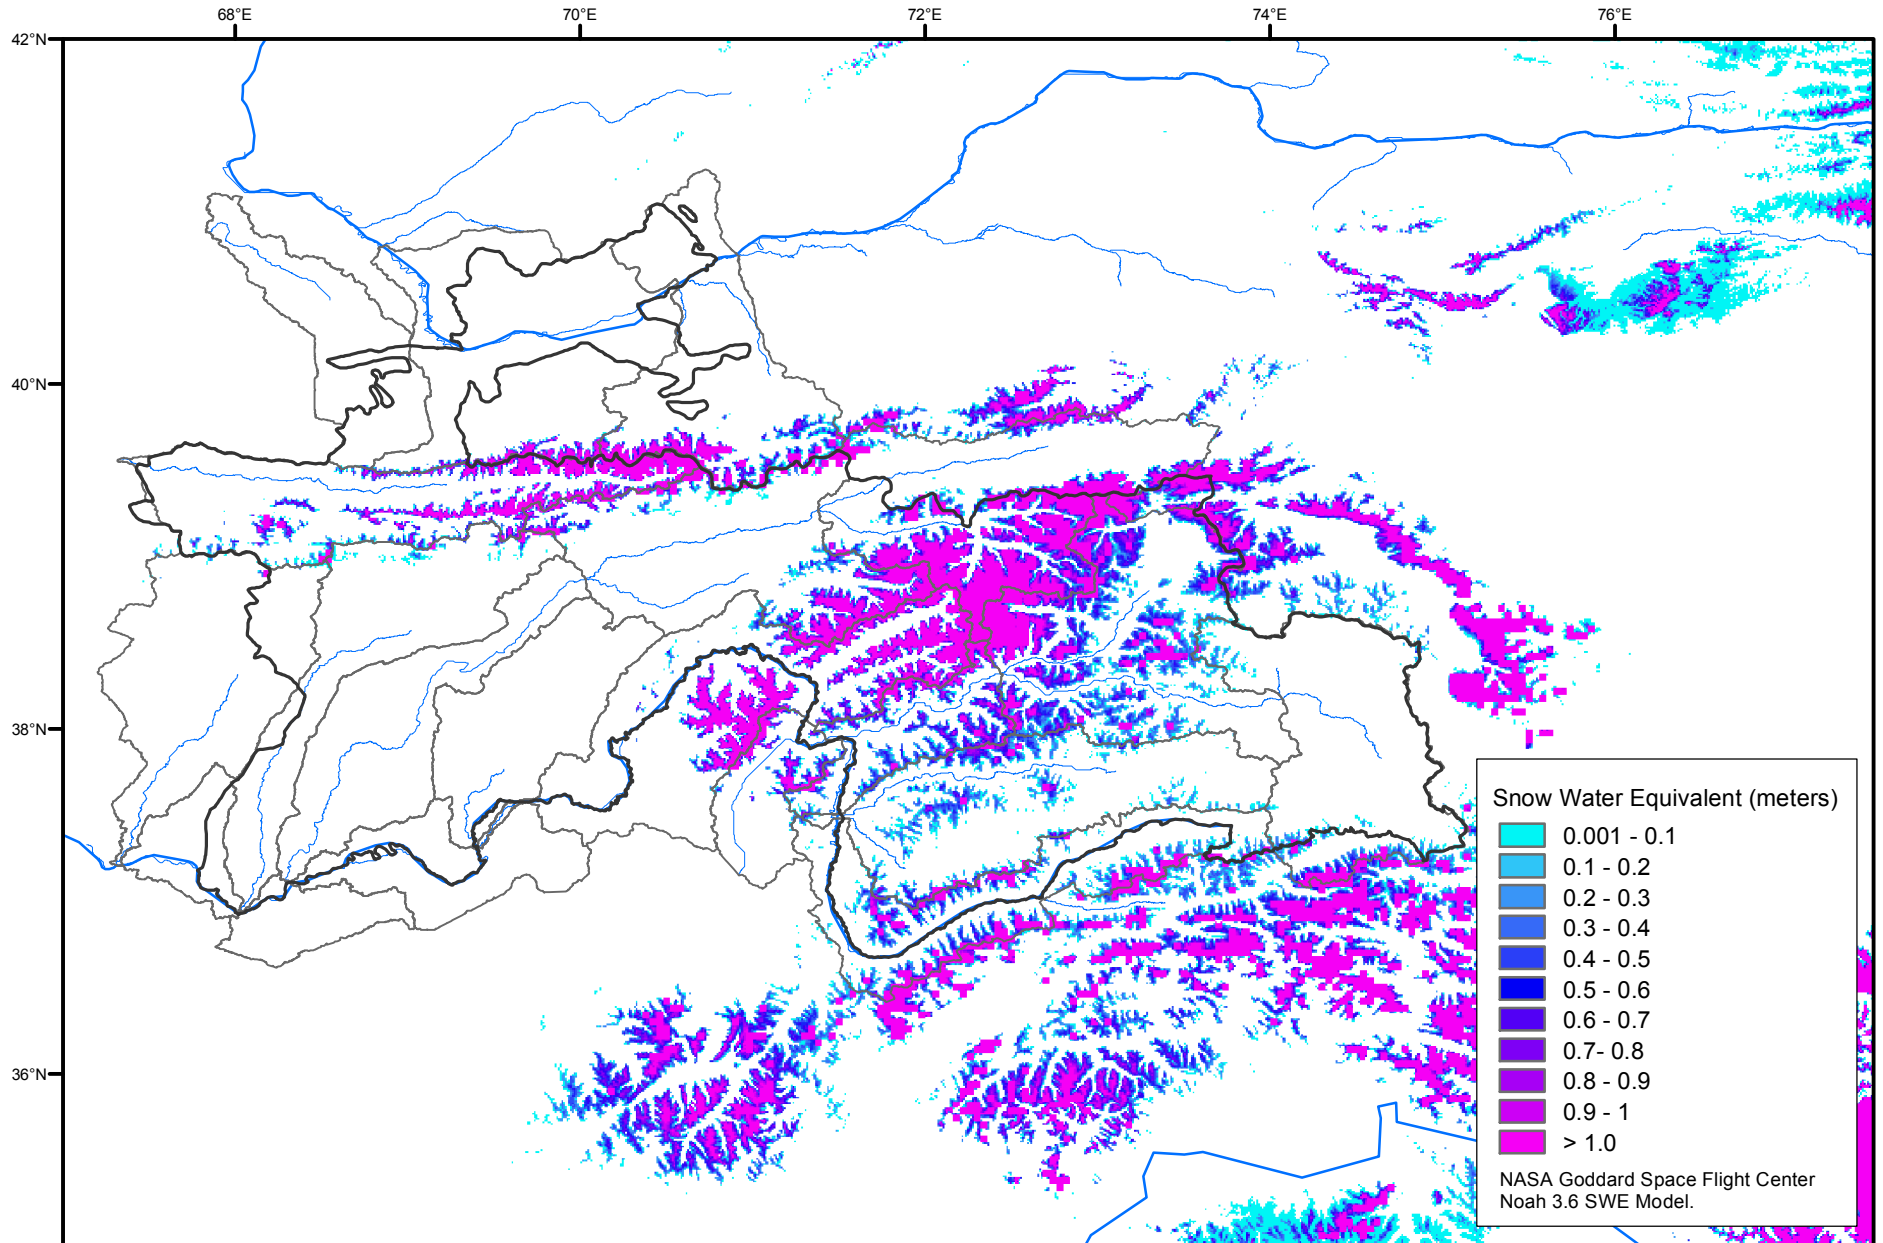 68°E
70°E
72°E
74°E
76°E
42°N
40°N
38°N
36°N
Snow Water Equivalent (meters)
0.001 - 0.1
0.1 - 0.2
0.2 - 0.3
0.3 - 0.4
0.4 - 0.5
0.5 - 0.6
0.6 - 0.7
0.7- 0.8
0.8 - 0.9
0.9 - 1
> 1.0
NASA Goddard Space Flight Center
Noah 3.6 SWE Model.